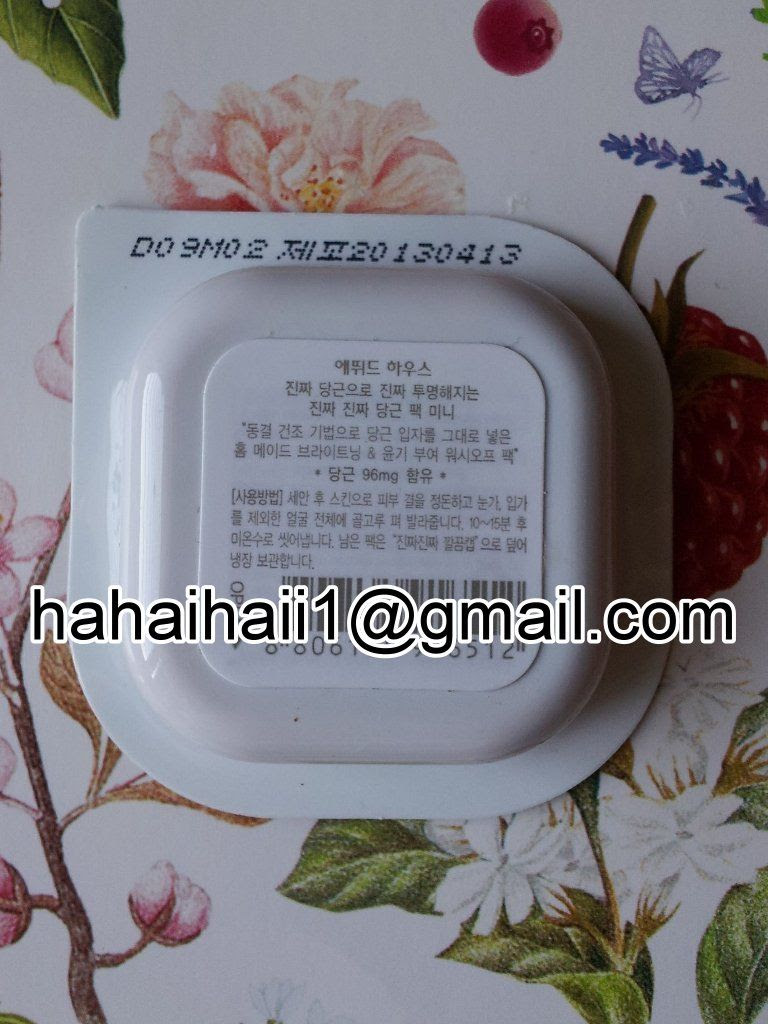 D09M02 제조20130413
에뛰드 하우스
진짜 당근으로 진짜 투명해지는
진짜 진짜 당근 팩 미니
"동결 건조 기법으로 당근 입자를 그대로 넣은
홈 메이드 브라이트닝 & 윤기 부여 워시오프 팩"
* 당근 96mg 함유 *
[사용방법] 세안 후 스킨으로 피부 결을 정돈하고 눈가, 입가
를 제외한 얼굴 전체에 골고루 펴 발라줍니다. 10~15분 후
미온수로 씻어냅니다. 남은 팩은 "진짜진짜 깔끔캡"으로 덮어
냉장 보관합니다.
hahaihaii1@gmail.com